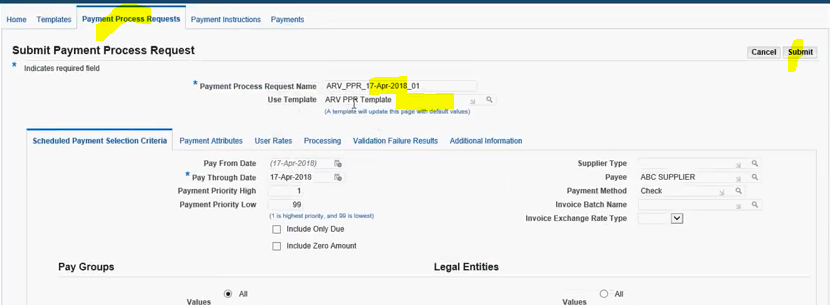 Home Templates Payment Process Requests Payment Instructions Payments
Submit Payment Process Request
Cancel Submit
* Indicates required field
* Payment Process Request Name ARV_PPR_17-Apr-2018_01
Use Template ARV PPR Template
(A template will update this page with default values)
Scheduled Payment Selection Criteria Payment Attributes User Rates Processing Validation Failure Results Additional Information
Pay From Date (17-Apr-2018) Supplier Type
* Pay Through Date 17-Apr-2018 Payee ABC SUPPLIER
Payment Priority High 1 Payment Method Check
Payment Priority Low 99 Invoice Batch Name
(1 is highest priority, and 99 is lowest) Invoice Exchange Rate Type
Include Only Due
Include Zero Amount
Pay Groups Legal Entities
All All
Values Values